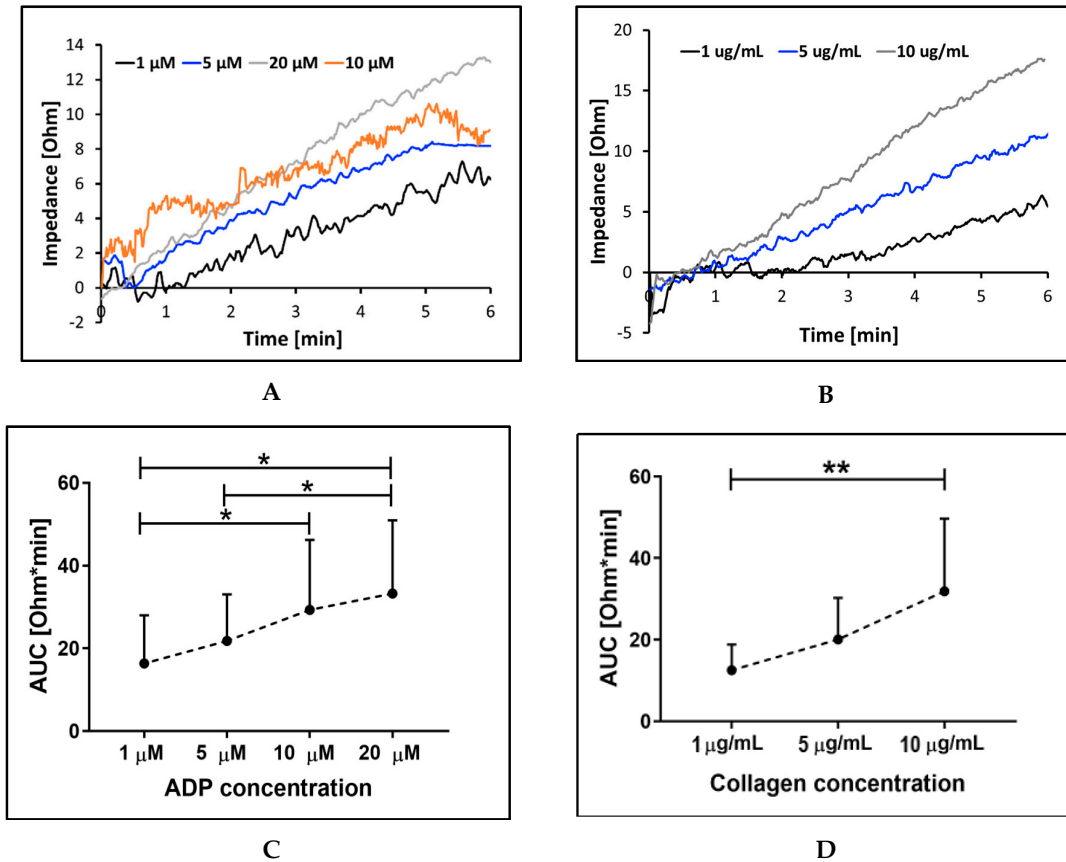 14
12
10
8
6
4
2
0
-2
Impedance [Ohm]
1 μM 5 μM 20 μM 10 μM
0 1 2 3 4 5 6
Time [min]
A
20
15
10
5
0
-5
Impedance [Ohm]
1 ug/mL 5 ug/mL 10 ug/mL
0 1 2 3 4 5 6
Time [min]
B
*
*
*
60
40
20
0
AUC [Ohm*min]
1 μM 5 μM 10 μM 20 μM
ADP concentration
C
**
60
40
20
0
AUC [Ohm*min]
1 μg/mL 5 μg/mL 10 μg/mL
Collagen concentration
D